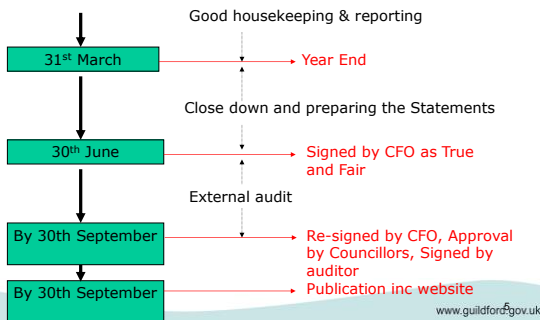 Good housekeeping & reporting
31st March
Year End
Close down and preparing the Statements
30th June
Signed by CFO as True
and Fair
External audit
By 30th September
Re-signed by CFO, Approval
by Councillors, Signed by
auditor
By 30th September
Publication inc website
5
www.guildford.gov.uk